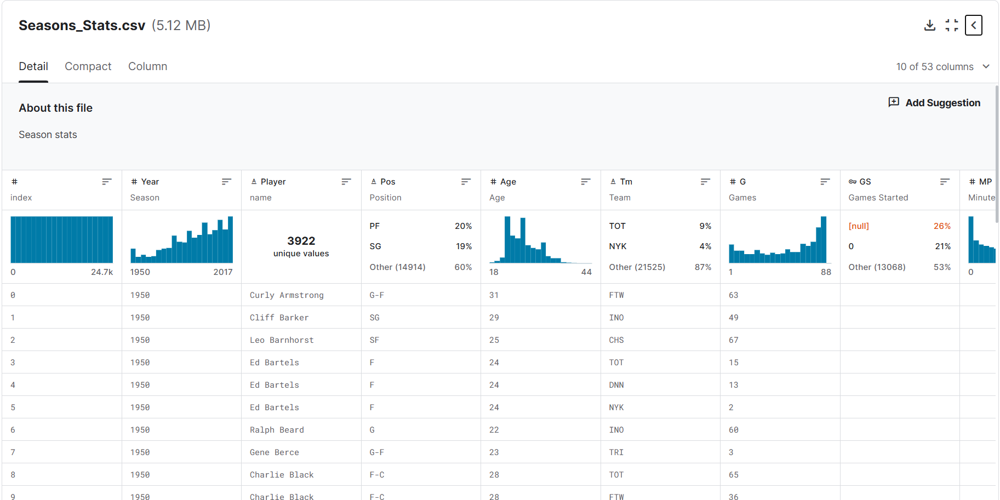 Seasons_Stats.csv (5.12 MB)
Detail Compact Column 10 of 53 columns
About this file Add Suggestion
Season stats
# # Year A Player A Pos # Age A Tm # G GS # MP
index Season name Position Age Team Games Games Started Minute
PF 20% TOT 9% [null] 26%
3922 SG 19% NYK 4% 0 21%
unique values
Other (14914) 60% Other (21525) 87% Other (13068) 53%
0 24.7k 1950 2017 18 44 1 88 0
0 1950 Curly Armstrong G-F 31 FTW 63
1 1950 Cliff Barker SG 29 INO 49
2 1950 Leo Barnhorst SF 25 CHS 67
3 1950 Ed Bartels F 24 TOT 15
4 1950 Ed Bartels F 24 DNN 13
5 1950 Ed Bartels F 24 NYK 2
6 1950 Ralph Beard G 22 INO 60
7 1950 Gene Berce G-F 23 TRI 3
8 1950 Charlie Black F-C 28 TOT 65
9 1950 Charlie Black F-C 28 FTW 36